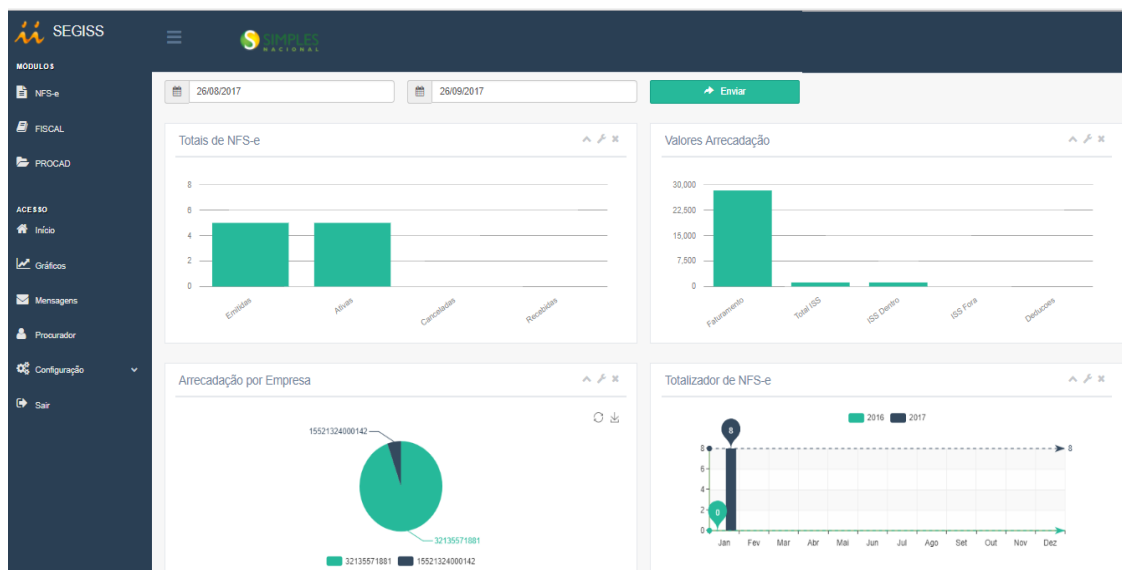 SEGISS
SIMPLES
NACIONAL
MÓDULOS
NFS-e
FISCAL
PROCAD
ACESSO
Início
Gráficos
Mensagens
Procurador
Configuração
Sair
26/08/2017
26/09/2017
Enviar
Totais de NFS-e
8
6
4
2
0
Emitidas
Ativas
Canceladas
Recebidas
Valores Arrecadação
30,000
22,500
15,000
7,500
0
Faturamento
Total ISS
ISS Dentro
ISS Fora
Deducoes
Arrecadação por Empresa
15521324000142
32135571881
32135571881 15521324000142
Totalizador de NFS-e
2016 2017
8
8 8
6
4
2
0
0
Jan Fev Mar Abr Mai Jun Jul Ago Set Out Nov Dez